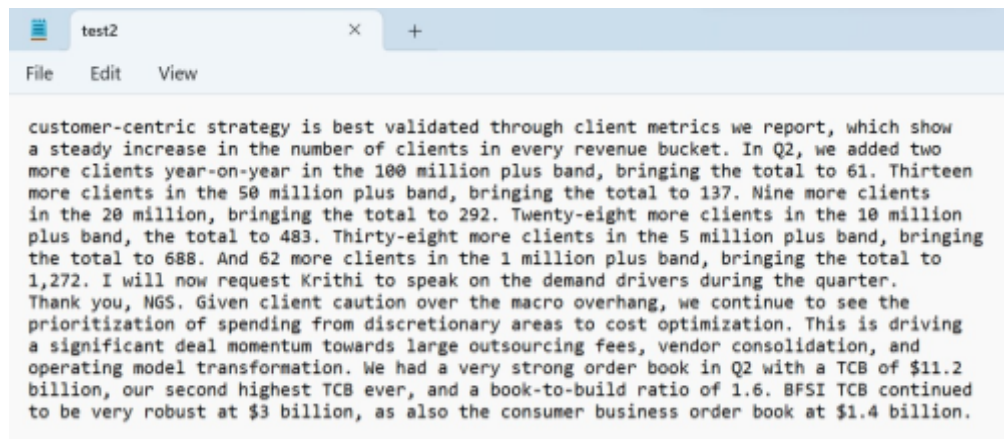 test2 × +
File Edit View
customer-centric strategy is best validated through client metrics we report, which show
a steady increase in the number of clients in every revenue bucket. In Q2, we added two
more clients year-on-year in the 100 million plus band, bringing the total to 61. Thirteen
more clients in the 50 million plus band, bringing the total to 137. Nine more clients
in the 20 million, bringing the total to 292. Twenty-eight more clients in the 10 million
plus band, the total to 483. Thirty-eight more clients in the 5 million plus band, bringing
the total to 688. And 62 more clients in the 1 million plus band, bringing the total to
1,272. I will now request Krithi to speak on the demand drivers during the quarter.
Thank you, NGS. Given client caution over the macro overhang, we continue to see the
prioritization of spending from discretionary areas to cost optimization. This is driving
a significant deal momentum towards large outsourcing fees, vendor consolidation, and
operating model transformation. We had a very strong order book in Q2 with a TCB of $11.2
billion, our second highest TCB ever, and a book-to-build ratio of 1.6. BFSI TCB continued
to be very robust at $3 billion, as also the consumer business order book at $1.4 billion.